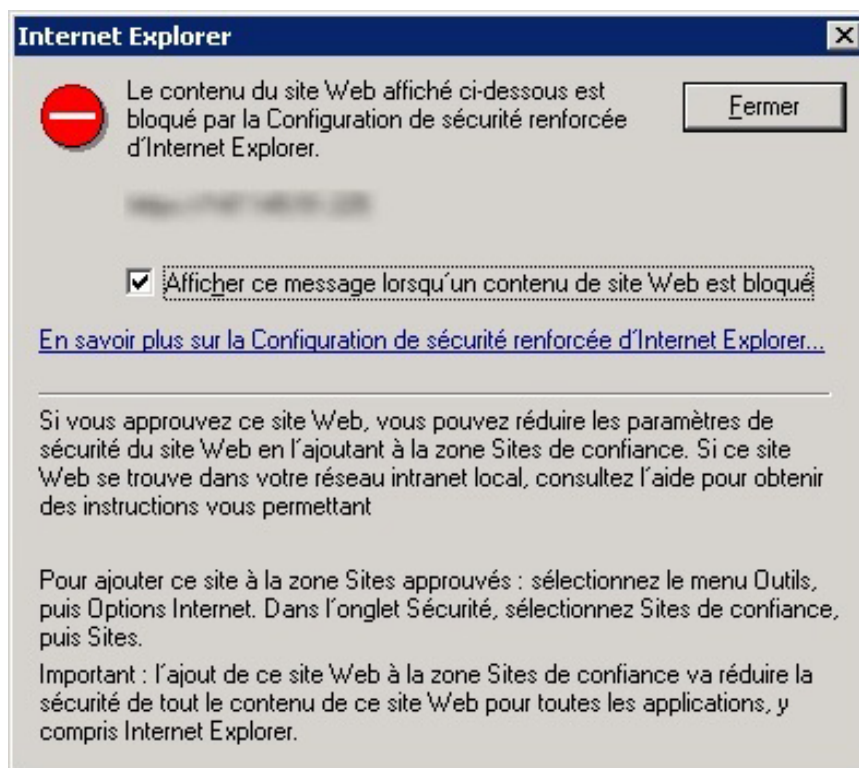 Internet Explorer
Le contenu du site Web affiché ci-dessous est
bloqué par la Configuration de sécurité renforcée
d'Internet Explorer.
Fermer
Afficher ce message lorsqu'un contenu de site Web est bloqué
En savoir plus sur la Configuration de sécurité renforcée d'Internet Explorer...
Si vous approuvez ce site Web, vous pouvez réduire les paramètres de
sécurité du site Web en l'ajoutant à la zone Sites de confiance. Si ce site
Web se trouve dans votre réseau intranet local, consultez l'aide pour obtenir
des instructions vous permettant
Pour ajouter ce site à la zone Sites approuvés : sélectionnez le menu Outils,
puis Options Internet. Dans l'onglet Sécurité, sélectionnez Sites de confiance,
puis Sites.
Important : l'ajout de ce site Web à la zone Sites de confiance va réduire la
sécurité de tout le contenu de ce site Web pour toutes les applications, y
compris Internet Explorer.